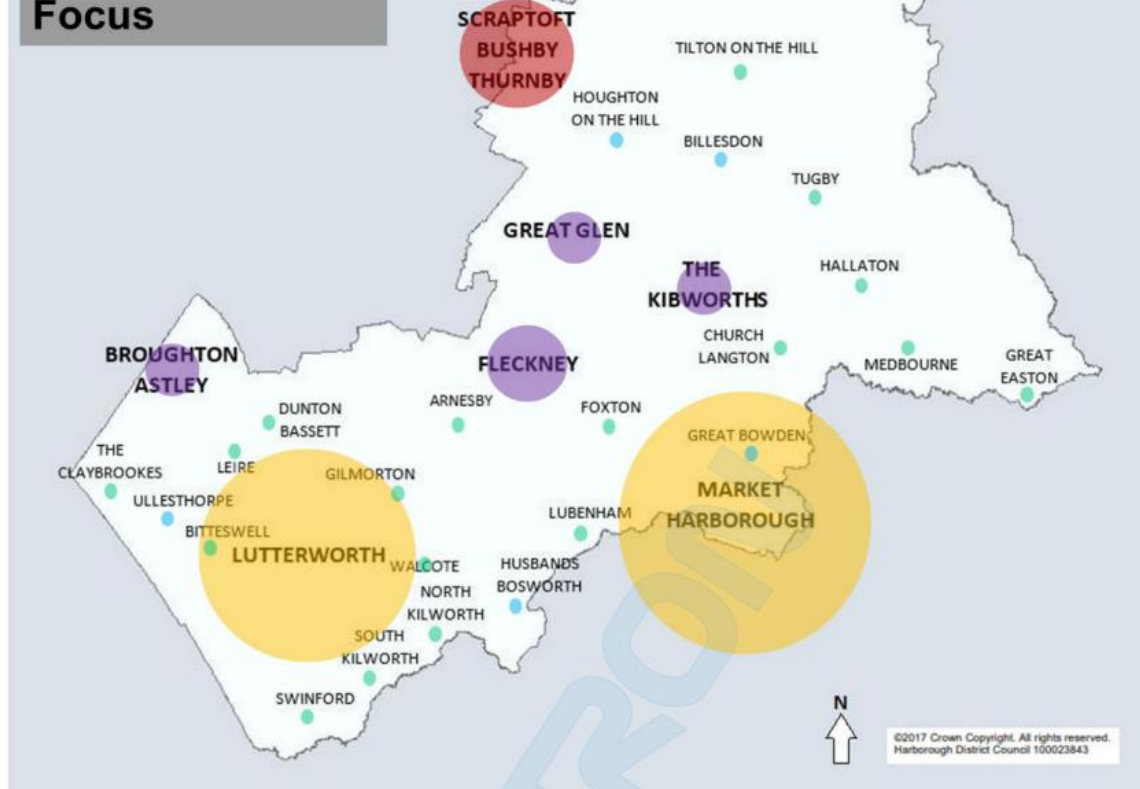 Focus
SCRAPTOFT
BUSHBY
THURNBY
TILTON ON THE HILL
HOUGHTON
ON THE HILL
BILLESDON
TUGBY
GREAT GLEN
THE
KIBWORTHS
HALLATON
CHURCH
LANGTON
MEDBOURNE
GREAT
EASTON
BROUGHTON
ASTLEY
FLECKNEY
DUNTON
BASSETT
ARNESBY
FOXTON
GREAT BOWDEN
THE
CLAYBROOKES
LEIRE
GILMORTON
MARKET
HARBOROUGH
ULLESTHORPE
BITTESWELL
LUTTERWORTH
LUBENHAM
WALCOTE
HUSBANDS
BOSWORTH
NORTH
KILWORTH
SOUTH
KILWORTH
SWINFORD
N
©2017 Crown Copyright. All rights reserved.
Harborough District Council 100023843